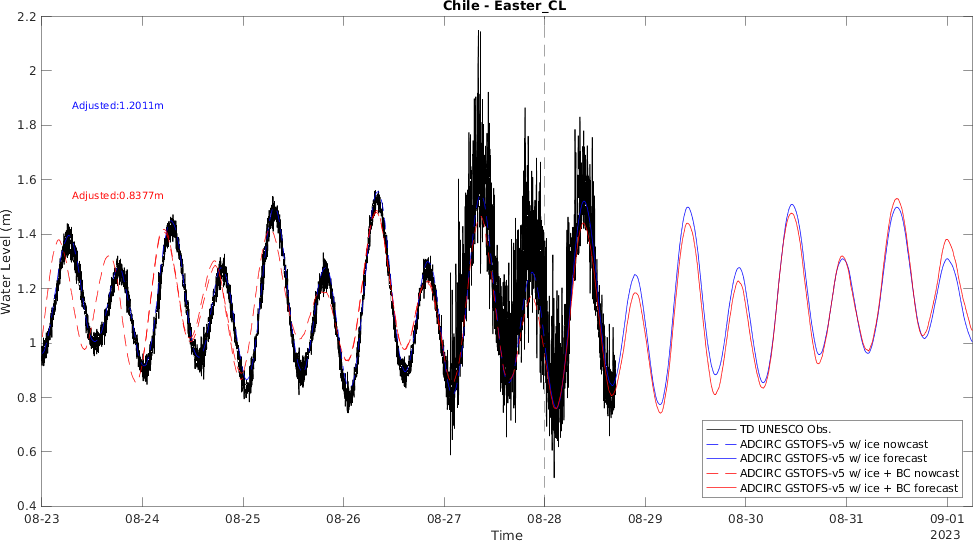 Chile - Easter_CL
2.2
2
1.8
1.6
1.4
1.2
1
0.8
0.6
0.4
Water Level (m)
Adjusted:1.2011m
Adjusted:0.8377m
TD UNESCO Obs.
ADCIRC GSTOFS-v5 w/ ice nowcast
ADCIRC GSTOFS-v5 w/ ice forecast
ADCIRC GSTOFS-v5 w/ ice + BC nowcast
ADCIRC GSTOFS-v5 w/ ice + BC forecast
08-23 08-24 08-25 08-26 08-27 08-28 08-29 08-30 08-31 09-01
2023
Time